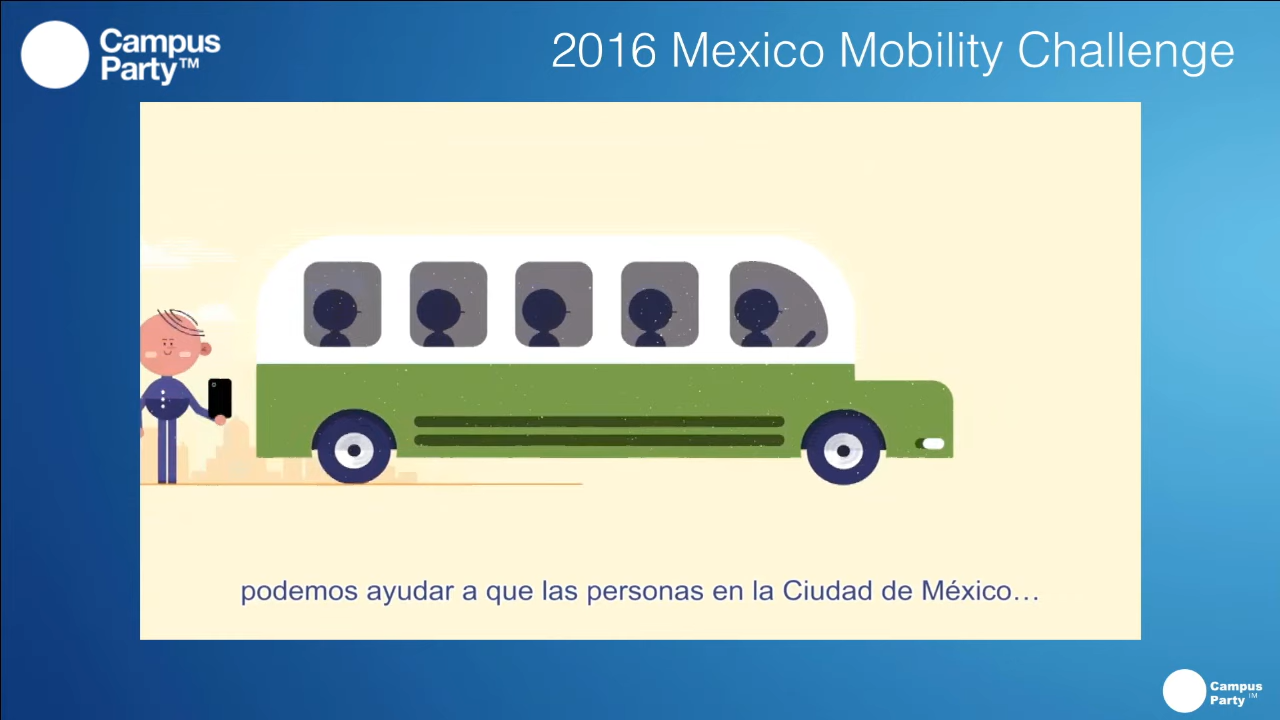 Campus
Party™
2016 Mexico Mobility Challenge
podemos ayudar a que las personas en la Ciudad de México…
Campus
Party™